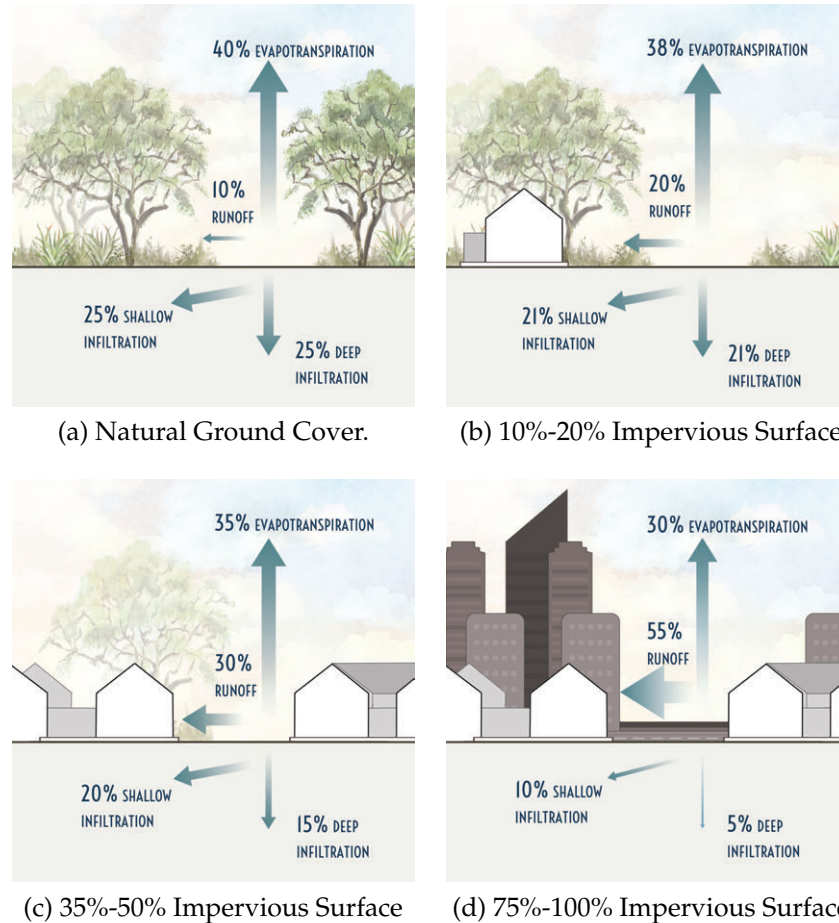 40% EVAPOTRANSPIRATION
10%
RUNOFF
25% SHALLOW
INFILTRATION
25% DEEP
INFILTRATION
(a) Natural Ground Cover.
38% EVAPOTRANSPIRATION
20%
RUNOFF
21% SHALLOW
INFILTRATION
21% DEEP
INFILTRATION
(b) 10%-20% Impervious Surface
35% EVAPOTRANSPIRATION
30%
RUNOFF
20% SHALLOW
INFILTRATION
15% DEEP
INFILTRATION
(c) 35%-50% Impervious Surface
30% EVAPOTRANSPIRATION
55%
RUNOFF
10% SHALLOW
INFILTRATION
5% DEEP
INFILTRATION
(d) 75%-100% Impervious Surfac